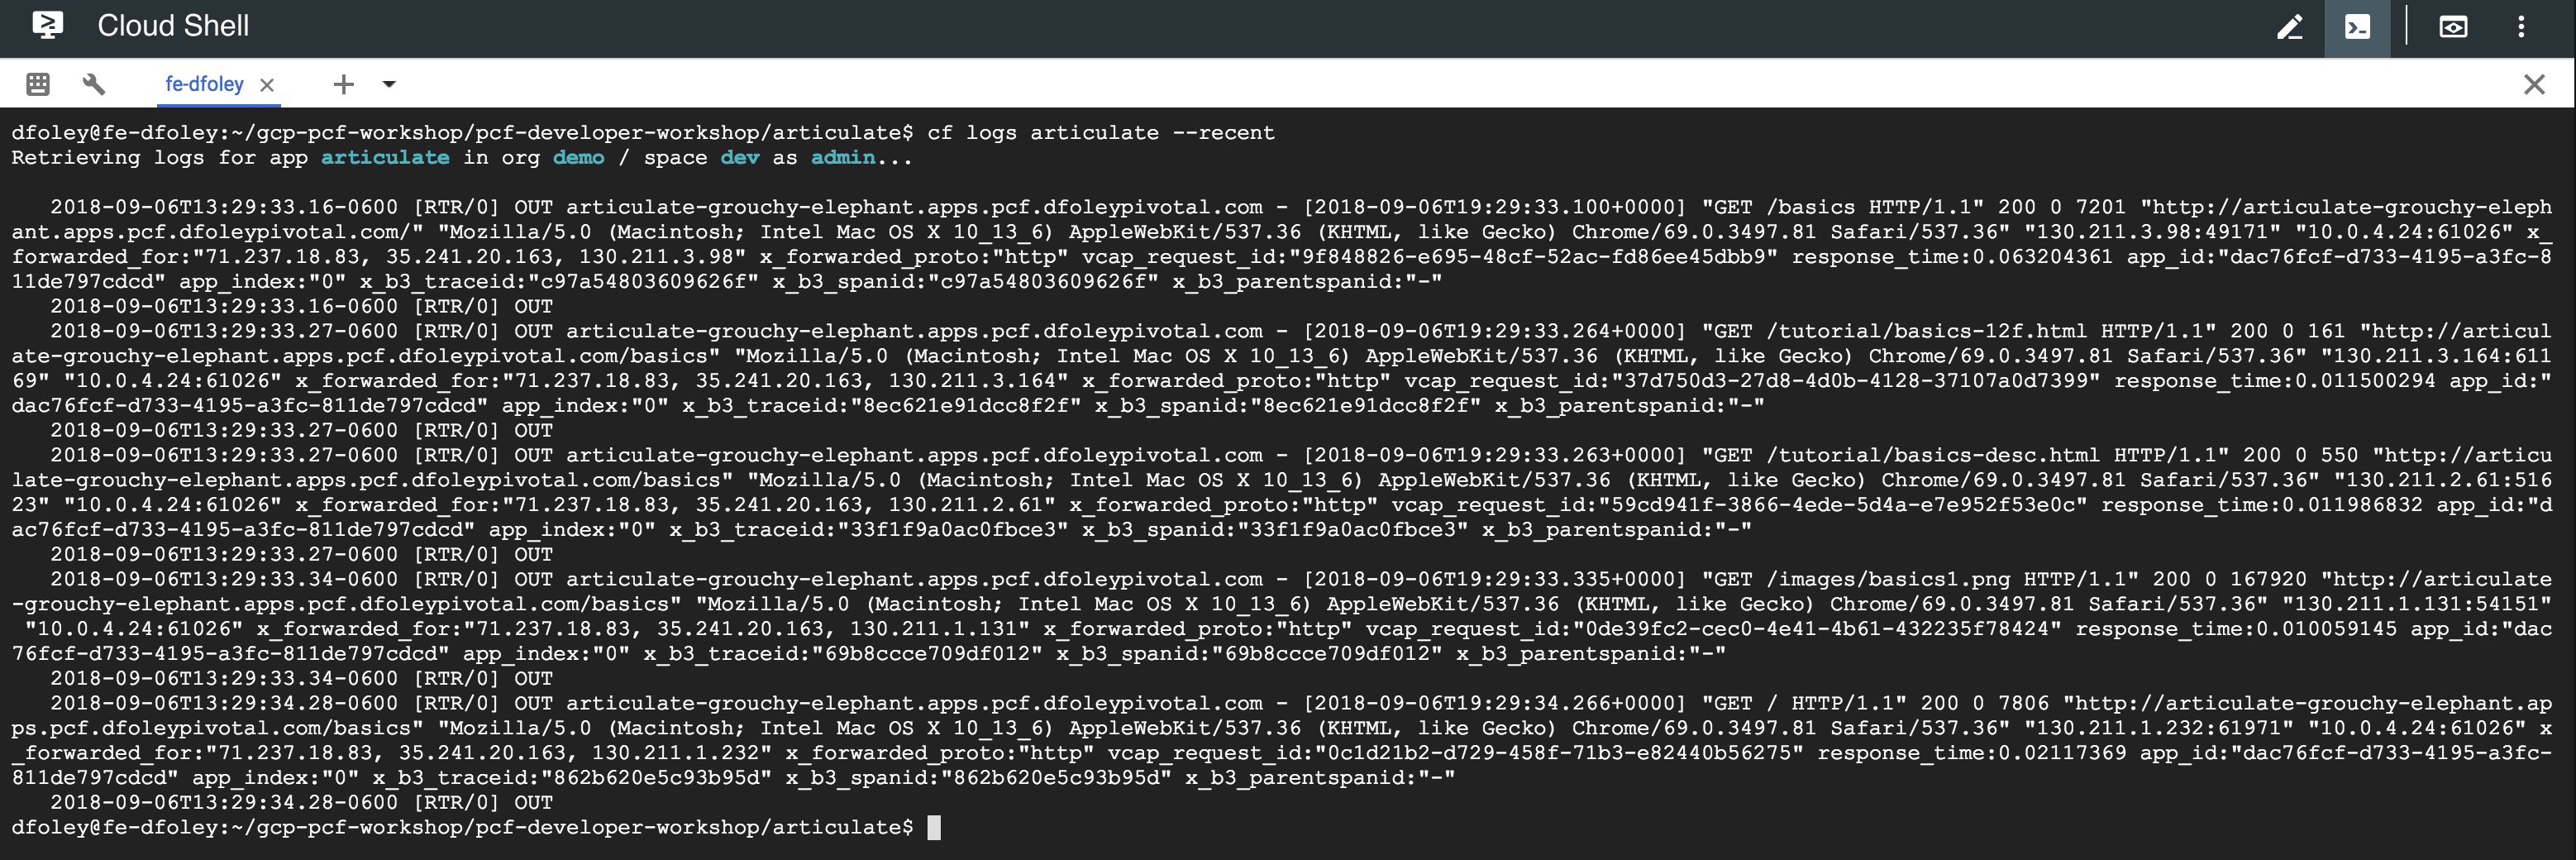 Cloud Shell
fe-dfoley
dfoley@fe-dfoley:~/gcp-pcf-workshop/pcf-developer-workshop/articulate$ cf logs articulate --recent
Retrieving logs for app articulate in org demo / space dev as admin...
2018-09-06T13:29:33.16-0600 [RTR/0] OUT articulate-grouchy-elephant.apps.pcf.dfoleypivotal.com - [2018-09-06T19:29:33.100+0000] "GET /basics HTTP/1.1" 200 0 7201 "http://articulate-grouchy-eleph
ant.apps.pcf.dfoleypivotal.com/" "Mozilla/5.0 (Macintosh; Intel Mac OS X 10_13_6) AppleWebKit/537.36 (KHTML, like Gecko) Chrome/69.0.3497.81 Safari/537.36" "130.211.3.98:49171" "10.0.4.24:61026" x_
forwarded_for:"71.237.18.83, 35.241.20.163, 130.211.3.98" x_forwarded_proto:"http" vcap_request_id:"9f848826-e695-48cf-52ac-fd86ee45dbb9" response_time:0.063204361 app_id:"dac76fcf-d733-4195-a3fc-8
11de797cdcd" app_index:"0" x_b3_traceid:"c97a54803609626f" x_b3_spanid:"c97a54803609626f" x_b3_parentspanid:"-"
2018-09-06T13:29:33.16-0600 [RTR/0] OUT
2018-09-06T13:29:33.27-0600 [RTR/0] OUT articulate-grouchy-elephant.apps.pcf.dfoleypivotal.com - [2018-09-06T19:29:33.264+0000] "GET /tutorial/basics-12f.html HTTP/1.1" 200 0 161 "http://articul
ate-grouchy-elephant.apps.pcf.dfoleypivotal.com/basics" "Mozilla/5.0 (Macintosh; Intel Mac OS X 10_13_6) AppleWebKit/537.36 (KHTML, like Gecko) Chrome/69.0.3497.81 Safari/537.36" "130.211.3.164:611
69" "10.0.4.24:61026" x_forwarded_for:"71.237.18.83, 35.241.20.163, 130.211.3.164" x_forwarded_proto:"http" vcap_request_id:"37d750d3-27d8-4d0b-4128-37107a0d7399" response_time:0.011500294 app_id:"
dac76fcf-d733-4195-a3fc-811de797cdcd" app_index:"0" x_b3_traceid:"8ec621e91dcc8f2f" x_b3_spanid:"8ec621e91dcc8f2f" x_b3_parentspanid:"-"
2018-09-06T13:29:33.27-0600 [RTR/0] OUT
2018-09-06T13:29:33.27-0600 [RTR/0] OUT articulate-grouchy-elephant.apps.pcf.dfoleypivotal.com - [2018-09-06T19:29:33.263+0000] "GET /tutorial/basics-desc.html HTTP/1.1" 200 0 550 "http://articu
late-grouchy-elephant.apps.pcf.dfoleypivotal.com/basics" "Mozilla/5.0 (Macintosh; Intel Mac OS X 10_13_6) AppleWebKit/537.36 (KHTML, like Gecko) Chrome/69.0.3497.81 Safari/537.36" "130.211.2.61:516
23" "10.0.4.24:61026" x_forwarded_for:"71.237.18.83, 35.241.20.163, 130.211.2.61" x_forwarded_proto:"http" vcap_request_id:"59cd941f-3866-4ede-5d4a-e7e952f53e0c" response_time:0.011986832 app_id:"d
ac76fcf-d733-4195-a3fc-811de797cdcd" app_index:"0" x_b3_traceid:"33f1f9a0ac0fbce3" x_b3_spanid:"33f1f9a0ac0fbce3" x_b3_parentspanid:"-"
2018-09-06T13:29:33.27-0600 [RTR/0] OUT
2018-09-06T13:29:33.34-0600 [RTR/0] OUT articulate-grouchy-elephant.apps.pcf.dfoleypivotal.com - [2018-09-06T19:29:33.335+0000] "GET /images/basics1.png HTTP/1.1" 200 0 167920 "http://articulate
-grouchy-elephant.apps.pcf.dfoleypivotal.com/basics" "Mozilla/5.0 (Macintosh; Intel Mac OS X 10_13_6) AppleWebKit/537.36 (KHTML, like Gecko) Chrome/69.0.3497.81 Safari/537.36" "130.211.1.131:54151"
"10.0.4.24:61026" x_forwarded_for:"71.237.18.83, 35.241.20.163, 130.211.1.131" x_forwarded_proto:"http" vcap_request_id:"0de39fc2-cec0-4e41-4b61-432235f78424" response_time:0.010059145 app_id:"dac
76fcf-d733-4195-a3fc-811de797cdcd" app_index:"0" x_b3_traceid:"69b8ccce709df012" x_b3_spanid:"69b8ccce709df012" x_b3_parentspanid:"-"
2018-09-06T13:29:33.34-0600 [RTR/0] OUT
2018-09-06T13:29:34.28-0600 [RTR/0] OUT articulate-grouchy-elephant.apps.pcf.dfoleypivotal.com - [2018-09-06T19:29:34.266+0000] "GET / HTTP/1.1" 200 0 7806 "http://articulate-grouchy-elephant.ap
ps.pcf.dfoleypivotal.com/basics" "Mozilla/5.0 (Macintosh; Intel Mac OS X 10_13_6) AppleWebKit/537.36 (KHTML, like Gecko) Chrome/69.0.3497.81 Safari/537.36" "130.211.1.232:61971" "10.0.4.24:61026" x
_forwarded_for:"71.237.18.83, 35.241.20.163, 130.211.1.232" x_forwarded_proto:"http" vcap_request_id:"0c1d21b2-d729-458f-71b3-e82440b56275" response_time:0.02117369 app_id:"dac76fcf-d733-4195-a3fc-
811de797cdcd" app_index:"0" x_b3_traceid:"862b620e5c93b95d" x_b3_spanid:"862b620e5c93b95d" x_b3_parentspanid:"-"
2018-09-06T13:29:34.28-0600 [RTR/0] OUT
dfoley@fe-dfoley:~/gcp-pcf-workshop/pcf-developer-workshop/articulate$